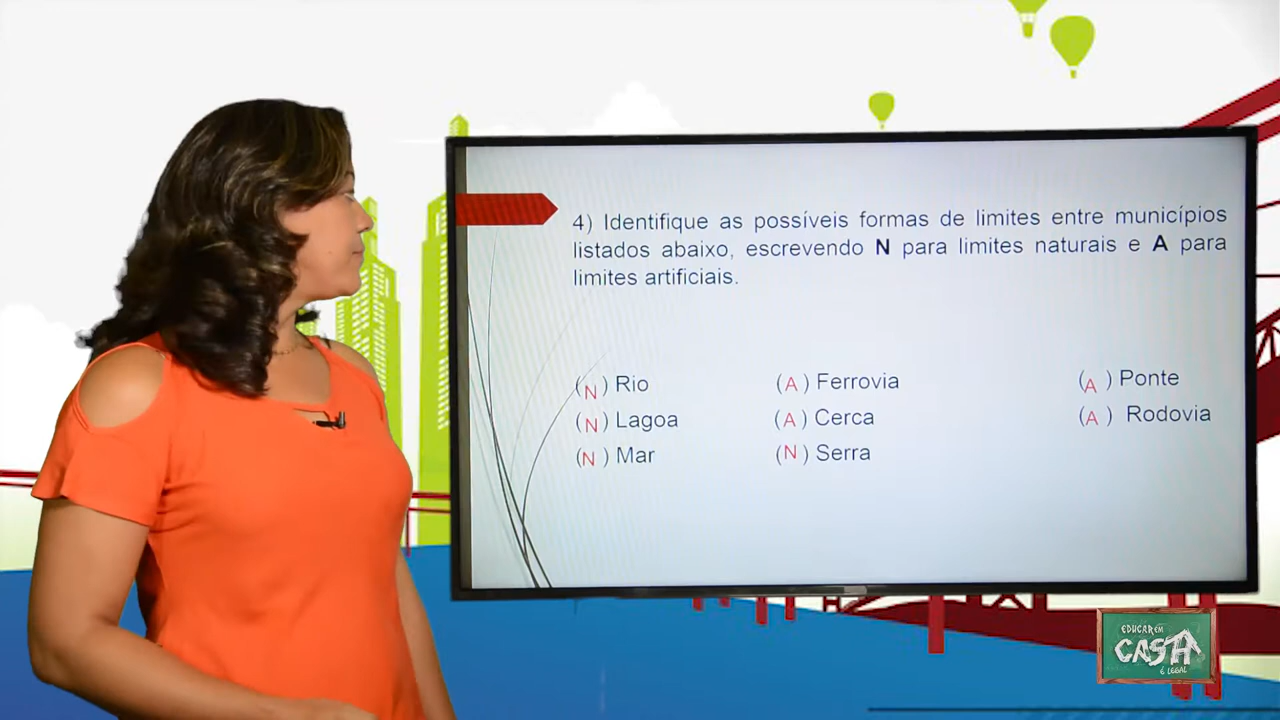 4) Identifique as possíveis formas de limites entre municípios
listados abaixo, escrevendo N para limites naturais e A para
limites artificiais.
(N) Rio (A) Ferrovia (A) Ponte
(N) Lagoa (A) Cerca (A) Rodovia
(N) Mar (N) Serra
EDUCAR EM
CASA
É LEGAL